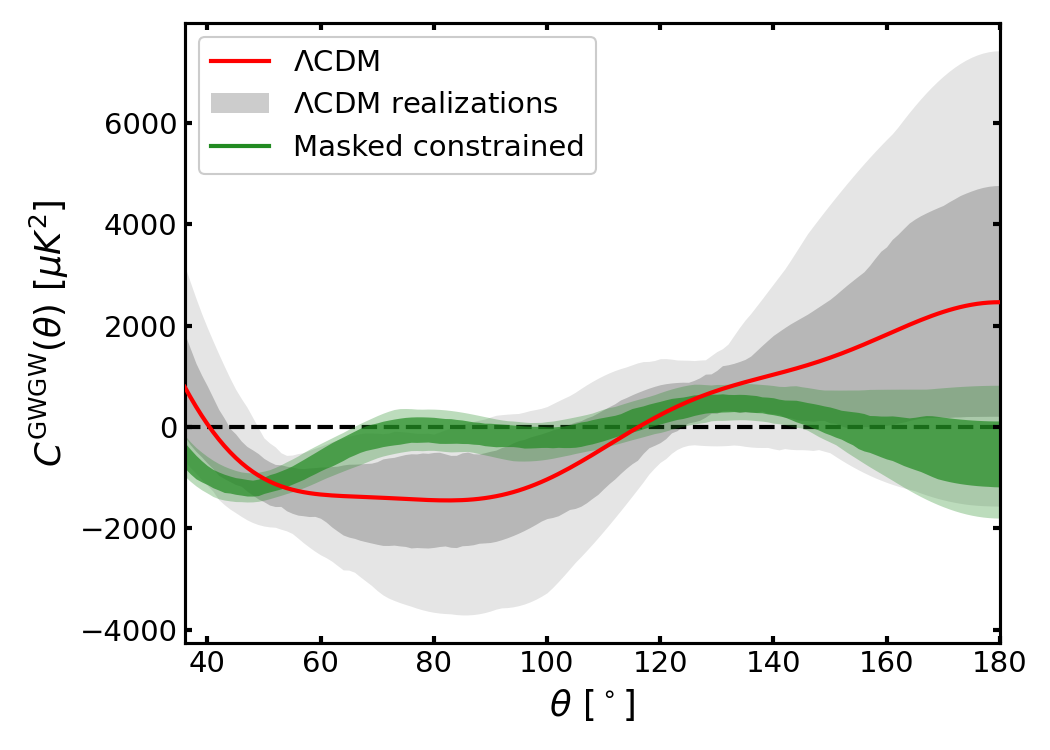 ΛCDM
ΛCDM realizations
Masked constrained
6000
4000
2000
0
−2000
−4000
C^GWGW(θ) [μK²]
40 60 80 100 120 140 160 180
θ [°]